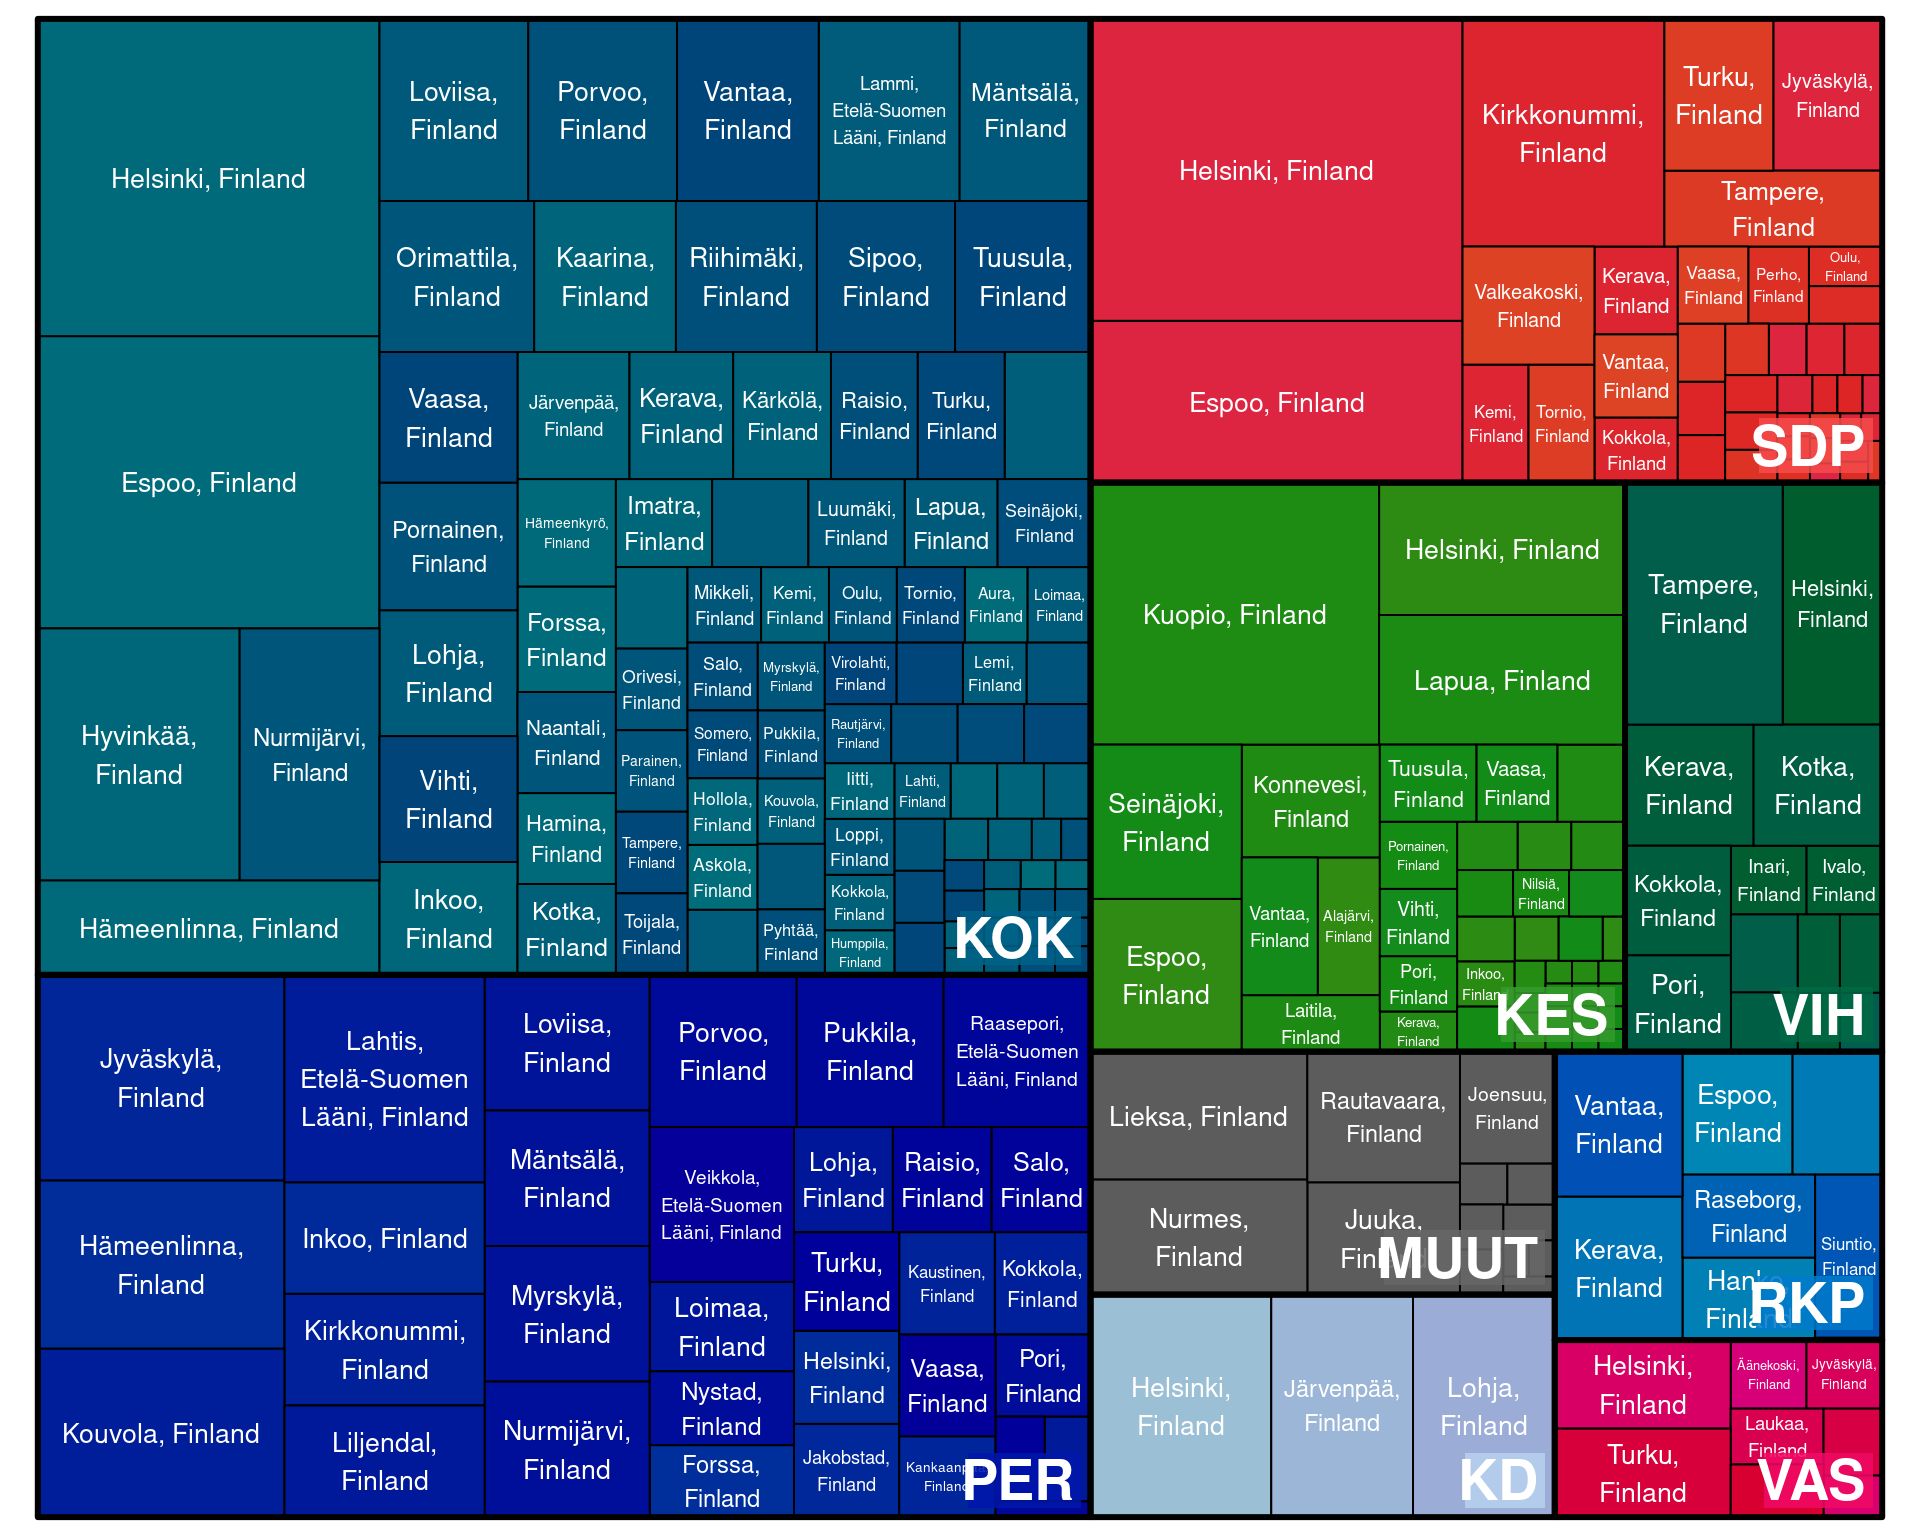 Helsinki, Finland
Espoo, Finland
Hyvinkää,
Finland
Nurmijärvi,
Finland
Hämeenlinna, Finland
Loviisa,
Finland
Porvoo,
Finland
Vantaa,
Finland
Lammi,
Etelä-Suomen
Lääni, Finland
Mäntsälä,
Finland
Orimattila,
Finland
Kaarina,
Finland
Riihimäki,
Finland
Sipoo,
Finland
Tuusula,
Finland
Vaasa,
Finland
Pornainen,
Finland
Lohja,
Finland
Vihti,
Finland
Inkoo,
Finland
Järvenpää,
Finland
Kerava,
Finland
Kärkölä,
Finland
Raisio,
Finland
Turku,
Finland
Hämeenkyrö,
Finland
Forssa,
Finland
Naantali,
Finland
Hamina,
Finland
Kotka,
Finland
Imatra,
Finland
Luumäki,
Finland
Lapua,
Finland
Seinäjoki,
Finland
Orivesi,
Finland
Parainen,
Finland
Tampere,
Finland
Toijala,
Finland
Mikkeli,
Finland
Kemi,
Finland
Oulu,
Finland
Tornio,
Finland
Aura,
Finland
Loimaa,
Finland
Salo,
Finland
Myrskylä,
Finland
Somero,
Finland
Pukkila,
Finland
Hollola,
Finland
Kouvola,
Finland
Askola,
Finland
Pyhtää,
Finland
Virolahti,
Finland
Lemi,
Finland
Rautjärvi,
Finland
Iitti,
Finland
Lahti,
Finland
Loppi,
Finland
Kokkola,
Finland
Humppila,
Finland
KOK
Jyväskylä,
Finland
Hämeenlinna,
Finland
Kouvola, Finland
Lahtis,
Etelä-Suomen
Lääni, Finland
Inkoo, Finland
Kirkkonummi,
Finland
Liljendal,
Finland
Loviisa,
Finland
Mäntsälä,
Finland
Myrskylä,
Finland
Nurmijärvi,
Finland
Porvoo,
Finland
Pukkila,
Finland
Raasepori,
Etelä-Suomen
Lääni, Finland
Veikkola,
Etelä-Suomen
Lääni, Finland
Loimaa,
Finland
Nystad,
Finland
Forssa,
Finland
Lohja,
Finland
Raisio,
Finland
Salo,
Finland
Turku,
Finland
Helsinki,
Finland
Jakobstad,
Finland
Kaustinen,
Finland
Kokkola,
Finland
Vaasa,
Finland
Pori,
Finland
Finland
PER
Helsinki, Finland
Espoo, Finland
Kirkkonummi,
Finland
Turku,
Finland
Jyväskylä,
Finland
Tampere,
Finland
Valkeakoski,
Finland
Kemi,
Finland
Tornio,
Finland
Kerava,
Finland
Vantaa,
Finland
Kokkola,
Finland
Vaasa,
Finland
Perho,
Finland
Oulu,
Finland
SDP
Kuopio, Finland
Helsinki, Finland
Lapua, Finland
Seinäjoki,
Finland
Espoo,
Finland
Konnevesi,
Finland
Vantaa,
Finland
Alajärvi,
Finland
Laitila,
Finland
Tuusula,
Finland
Vaasa,
Finland
Pornainen,
Finland
Vihti,
Finland
Pori,
Finland
Kerava,
Finland
Nilsiä,
Finland
Inkoo,
Finland
KES
Tampere,
Finland
Helsinki,
Finland
Kerava,
Finland
Kotka,
Finland
Kokkola,
Finland
Pori,
Finland
Inari,
Finland
Ivalo,
Finland
VIH
Lieksa, Finland
Nurmes,
Finland
Rautavaara,
Finland
Juuka,
Finland
Joensuu,
Finland
MUUT
Helsinki,
Finland
Järvenpää,
Finland
Lohja,
Finland
KD
Vantaa,
Finland
Kerava,
Finland
Espoo,
Finland
Raseborg,
Finland
Hanko,
Finland
Siuntio,
Finland
RKP
Helsinki,
Finland
Turku,
Finland
Äänekoski,
Finland
Jyväskylä,
Finland
Laukaa,
Finland
VAS